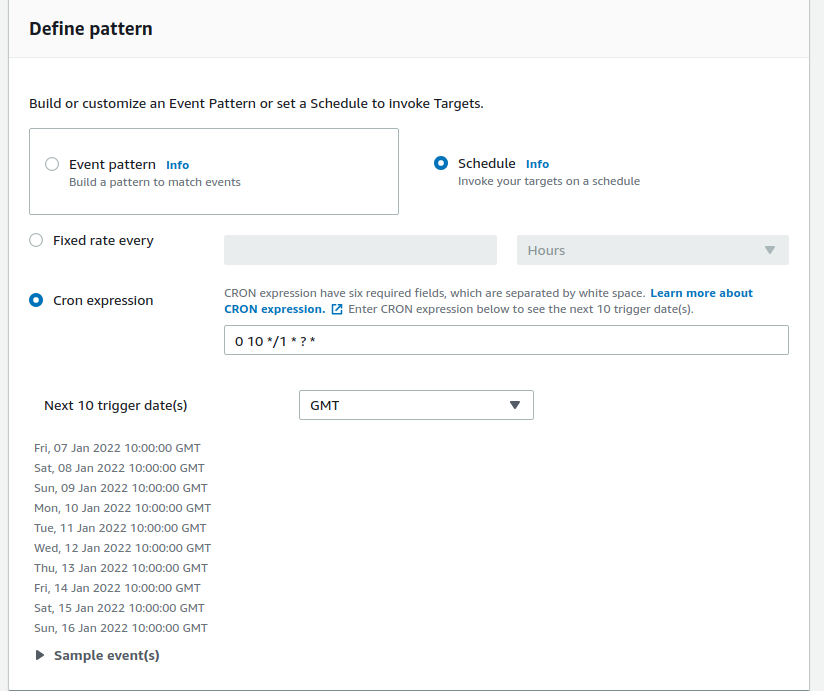 Define pattern
Build or customize an Event Pattern or set a Schedule to invoke Targets.
Event pattern Info
Build a pattern to match events
Schedule Info
Invoke your targets on a schedule
Fixed rate every
Hours
Cron expression
CRON expression have six required fields, which are separated by white space. Learn more about
CRON expression. Enter CRON expression below to see the next 10 trigger date(s).
0 10 */1 * ? *
Next 10 trigger date(s)
GMT
Fri, 07 Jan 2022 10:00:00 GMT
Sat, 08 Jan 2022 10:00:00 GMT
Sun, 09 Jan 2022 10:00:00 GMT
Mon, 10 Jan 2022 10:00:00 GMT
Tue, 11 Jan 2022 10:00:00 GMT
Wed, 12 Jan 2022 10:00:00 GMT
Thu, 13 Jan 2022 10:00:00 GMT
Fri, 14 Jan 2022 10:00:00 GMT
Sat, 15 Jan 2022 10:00:00 GMT
Sun, 16 Jan 2022 10:00:00 GMT
Sample event(s)